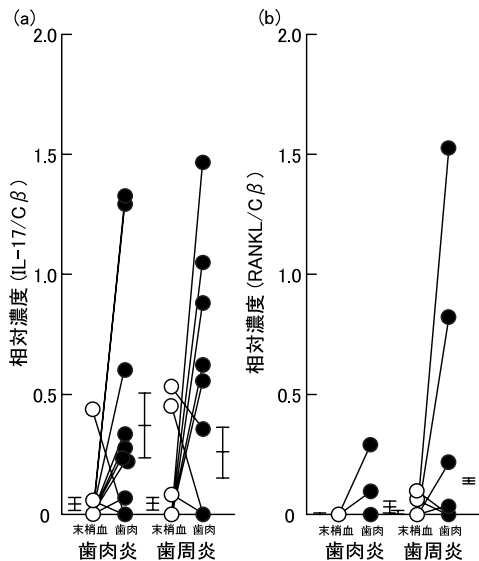 (a)
2.0
1.5
1.0
0.5
0
相対濃度(IL-17/Cβ)
末梢血 歯肉 末梢血 歯肉
歯肉炎 歯周炎
(b)
2.0
1.5
1.0
0.5
0
相対濃度(RANKL/Cβ)
末梢血 歯肉 末梢血 歯肉
歯肉炎 歯周炎